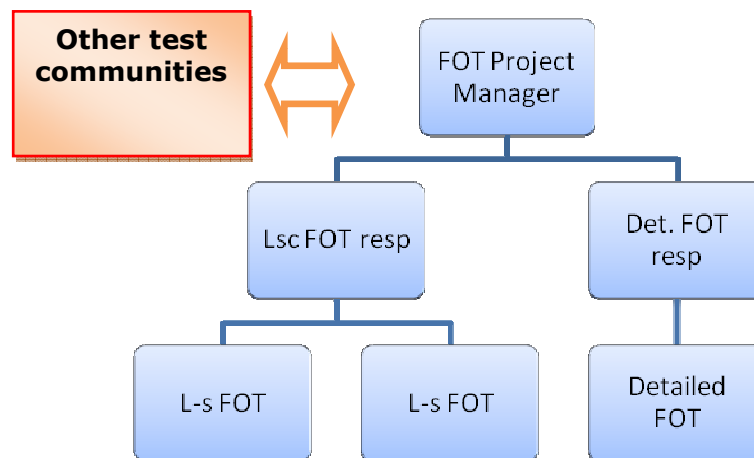 Other test
communities
FOT Project
Manager
Lsc FOT resp
Det. FOT
resp
L-s FOT
L-s FOT
Detailed
FOT